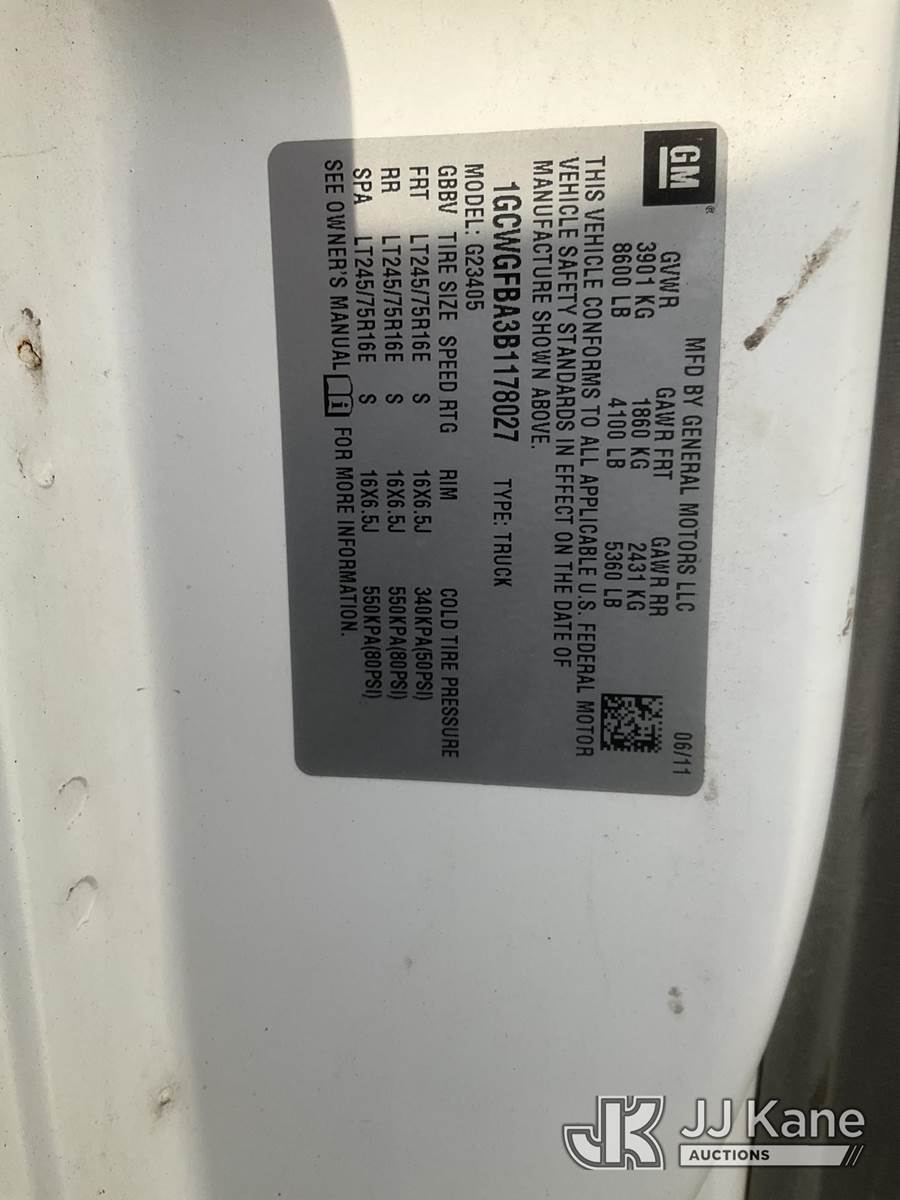 GM®
MFD BY GENERAL MOTORS LLC 06/11
GVWR GAWR FRT GAWR RR
3901 KG 1860 KG 2431 KG
8600 LB 4100 LB 5360 LB
THIS VEHICLE CONFORMS TO ALL APPLICABLE U.S. FEDERAL MOTOR
VEHICLE SAFETY STANDARDS IN EFFECT ON THE DATE OF
MANUFACTURE SHOWN ABOVE.
1GCWGFBA3B1178027 TYPE: TRUCK
MODEL: G23405
GBBV TIRE SIZE SPEED RTG RIM COLD TIRE PRESSURE
FRT LT245/75R16E S 16X6.5J 340KPA(50PSI)
RR LT245/75R16E S 16X6.5J 550KPA(80PSI)
SPA LT245/75R16E S 16X6.5J 550KPA(80PSI)
SEE OWNER'S MANUAL i FOR MORE INFORMATION.
JK JJ Kane
AUCTIONS